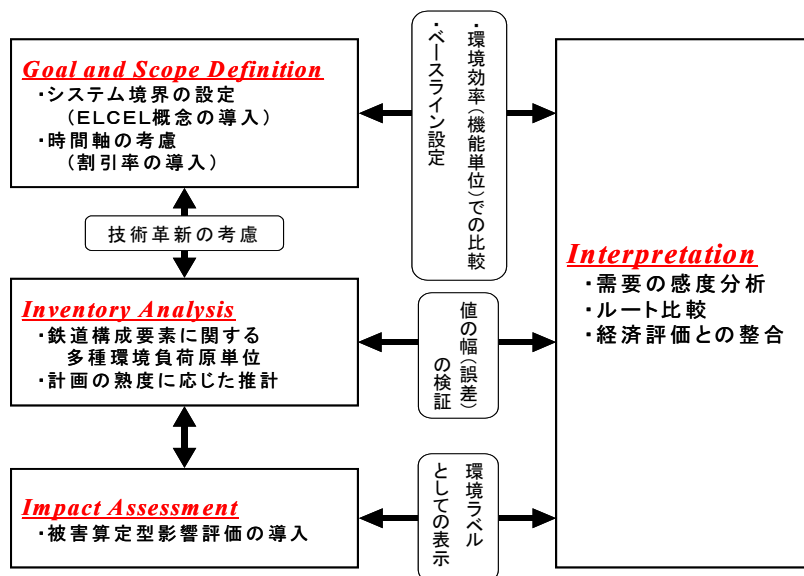 Goal and Scope Definition
・システム境界の設定
（ＥＬＣＥＬ概念の導入）
・時間軸の考慮
（割引率の導入）
技術革新の考慮
Inventory Analysis
・鉄道構成要素に関する
多種環境負荷原単位
・計画の熟度に応じた推計
Impact Assessment
・被害算定型影響評価の導入
・環境効率（機能単位）での比較
・ベースライン設定
値の幅（誤差）
の検証
環境ラベル
としての表示
Interpretation
・需要の感度分析
・ルート比較
・経済評価との整合